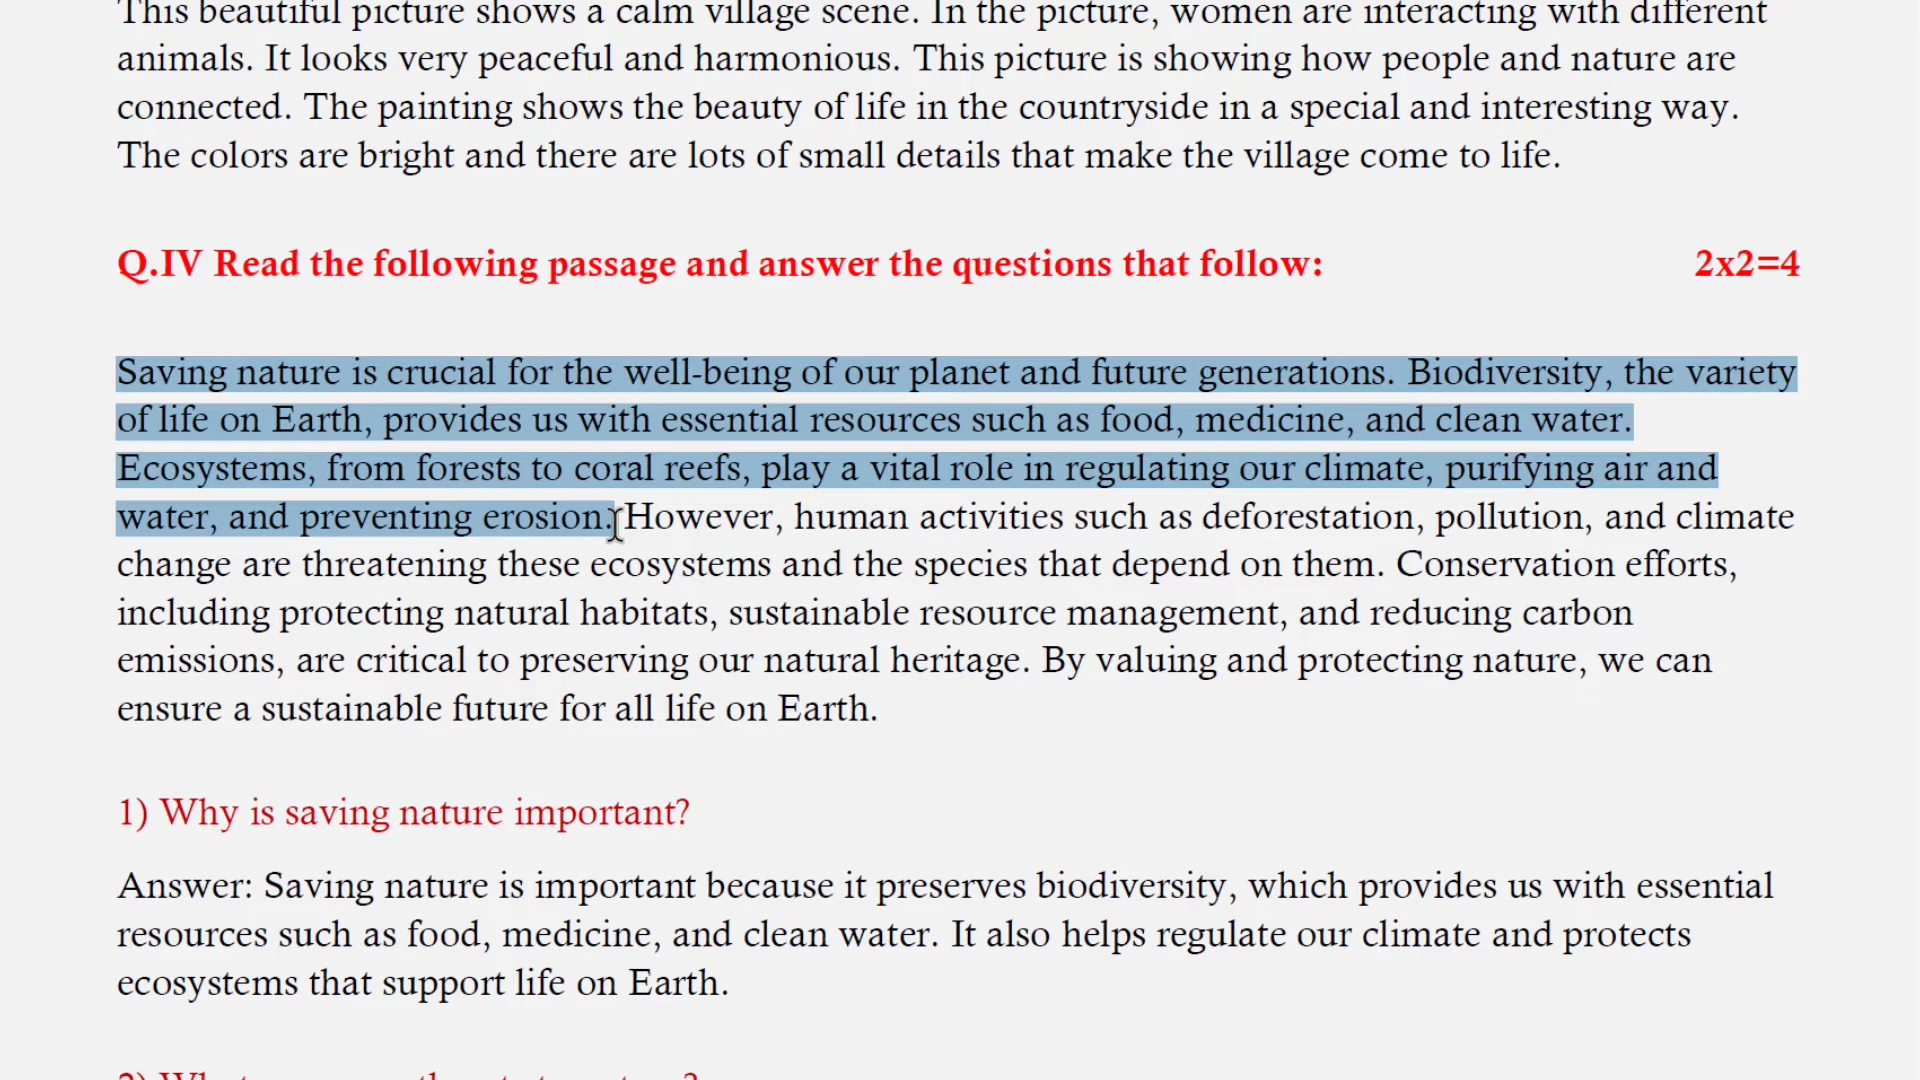 This beautiful picture shows a calm village scene. In the picture, women are interacting with different
animals. It looks very peaceful and harmonious. This picture is showing how people and nature are
connected. The painting shows the beauty of life in the countryside in a special and interesting way.
The colors are bright and there are lots of small details that make the village come to life.
Q.IV Read the following passage and answer the questions that follow: 2x2=4
Saving nature is crucial for the well-being of our planet and future generations. Biodiversity, the variety
of life on Earth, provides us with essential resources such as food, medicine, and clean water.
Ecosystems, from forests to coral reefs, play a vital role in regulating our climate, purifying air and
water, and preventing erosion. However, human activities such as deforestation, pollution, and climate
change are threatening these ecosystems and the species that depend on them. Conservation efforts,
including protecting natural habitats, sustainable resource management, and reducing carbon
emissions, are critical to preserving our natural heritage. By valuing and protecting nature, we can
ensure a sustainable future for all life on Earth.
1) Why is saving nature important?
Answer: Saving nature is important because it preserves biodiversity, which provides us with essential
resources such as food, medicine, and clean water. It also helps regulate our climate and protects
ecosystems that support life on Earth.